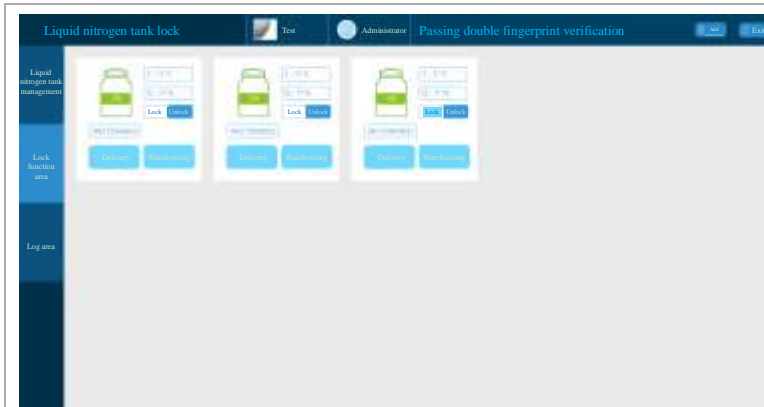 Liquid nitrogen tank lock
Test
Administrator
Passing double fingerprint verification
Add
Liquid
nitrogen tank
management
Lock
function
area
Log area
Lock Unlock
Delivery Warehousing
Lock Unlock
Delivery Warehousing
Lock Unlock
Delivery Warehousing